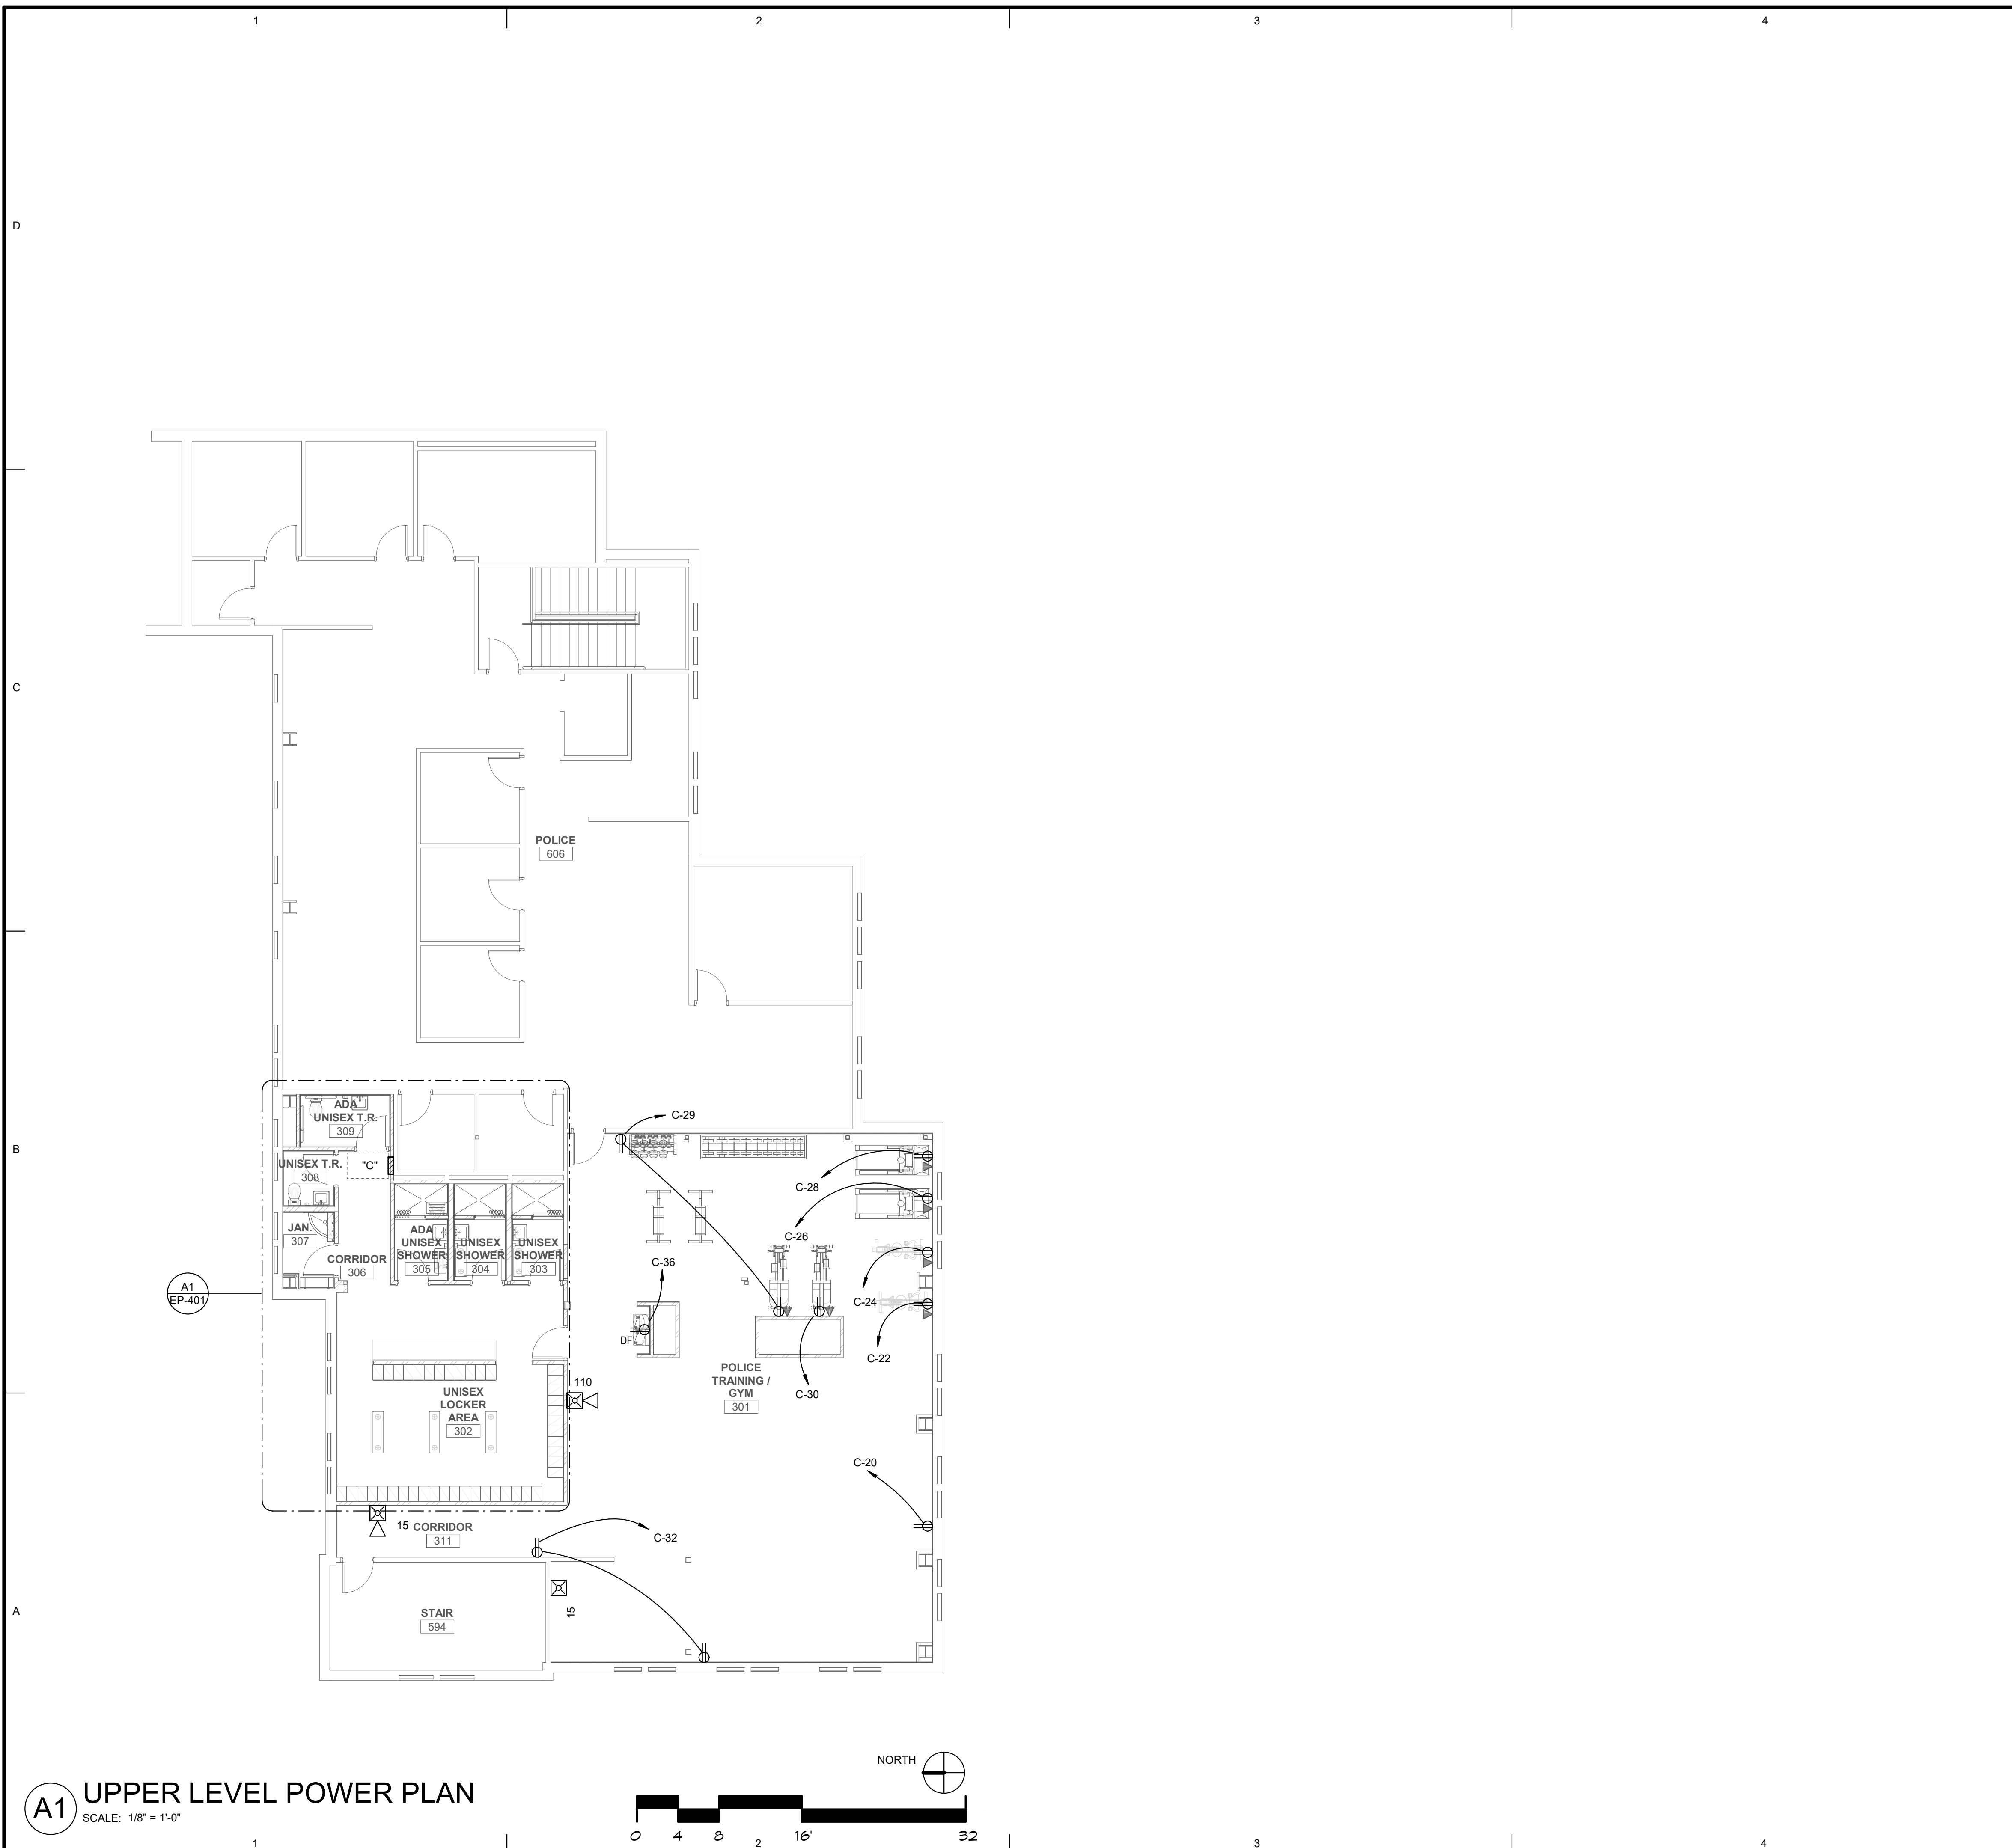 1
2
3
4
D
C
POLICE
606
B
C-29
ADA
UNISEX T.R.
309
UNISEX T.R.
308
"C"
C-28
JAN.
307
CORRIDOR
306
ADA
UNISEX
SHOWER
305
UNISEX
SHOWER
304
UNISEX
SHOWER
303
C-26
C-36
C-24
A1
EP-401
DF
C-22
POLICE
TRAINING /
GYM
301
C-30
110
UNISEX
LOCKER
AREA
302
C-20
15
CORRIDOR
311
C-32
15
A
STAIR
594
NORTH
A1
UPPER LEVEL POWER PLAN
SCALE: 1/8" = 1'-0"
0 4 8 16' 32
1
2
3
4